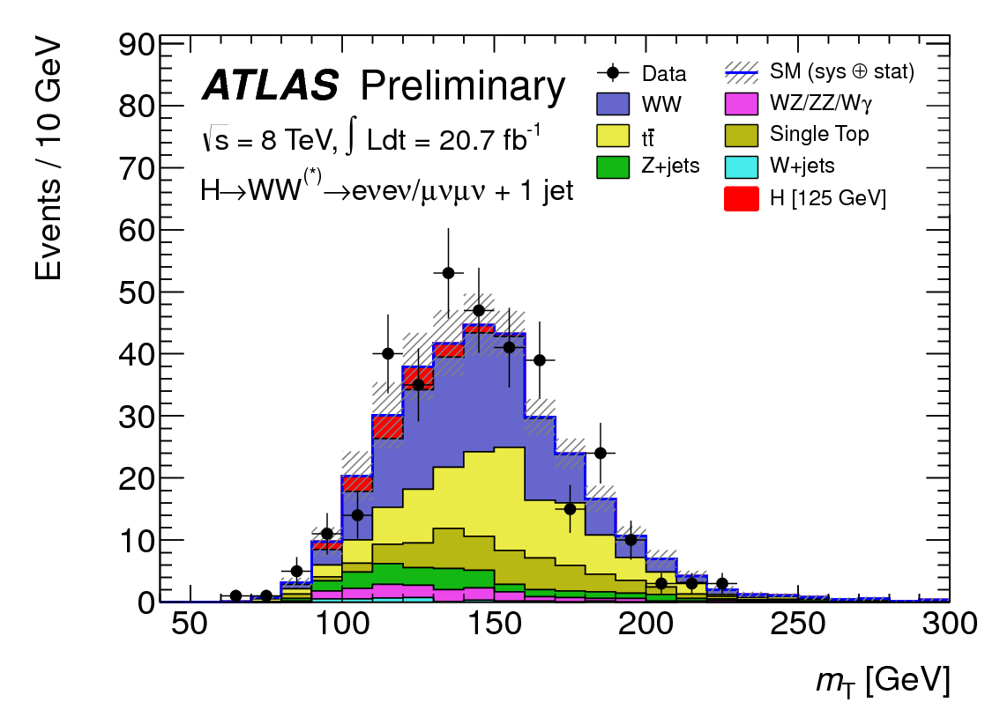 Events / 10 GeV
90
80
70
60
50
40
30
20
10
0
ATLAS Preliminary
√s = 8 TeV, ∫ Ldt = 20.7 fb⁻¹
H→WW⁽*⁾→eνeν/μνμν + 1 jet
Data
WW
tt̄
Z+jets
SM (sys ⊕ stat)
WZ/ZZ/Wγ
Single Top
W+jets
H [125 GeV]
50 100 150 200 250 300
m_T [GeV]